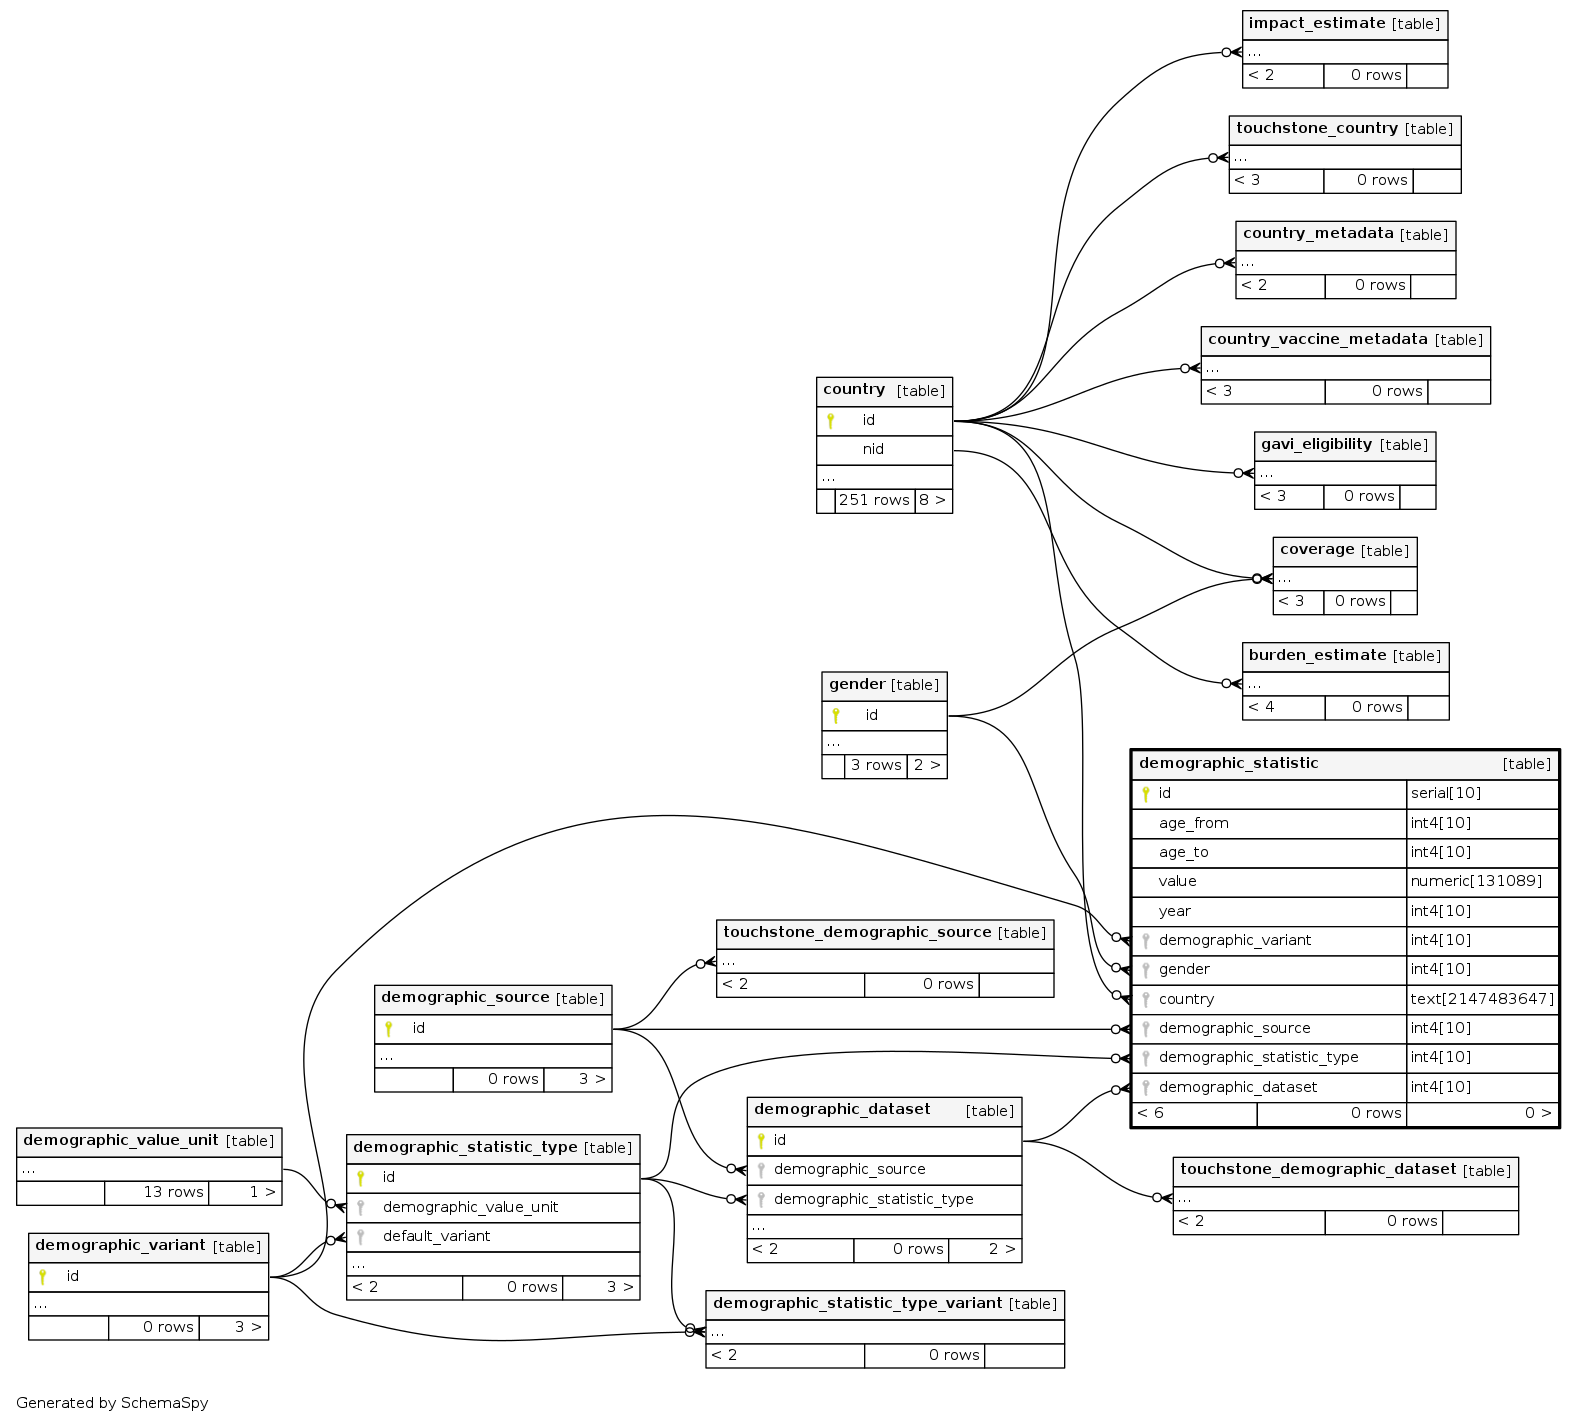 impact_estimate [table]
...
< 2 0 rows
touchstone_country [table]
...
< 3 0 rows
country_metadata [table]
...
< 2 0 rows
country_vaccine_metadata [table]
...
< 3 0 rows
country [table]
id
nid
...
251 rows 8 >
gavi_eligibility [table]
...
< 3 0 rows
coverage [table]
...
< 3 0 rows
burden_estimate [table]
...
< 4 0 rows
gender [table]
id
...
3 rows 2 >
demographic_statistic [table]
id serial[10]
age_from int4[10]
age_to int4[10]
value numeric[131089]
year int4[10]
demographic_variant int4[10]
gender int4[10]
country text[2147483647]
demographic_source int4[10]
demographic_statistic_type int4[10]
demographic_dataset int4[10]
< 6 0 rows 0 >
touchstone_demographic_source [table]
...
< 2 0 rows
demographic_source [table]
id
...
0 rows 3 >
demographic_dataset [table]
id
demographic_source
demographic_statistic_type
...
< 2 0 rows 2 >
demographic_value_unit [table]
...
13 rows 1 >
demographic_statistic_type [table]
id
demographic_value_unit
default_variant
...
< 2 0 rows 3 >
touchstone_demographic_dataset [table]
...
< 2 0 rows
demographic_variant [table]
id
...
0 rows 3 >
demographic_statistic_type_variant [table]
...
< 2 0 rows
Generated by SchemaSpy